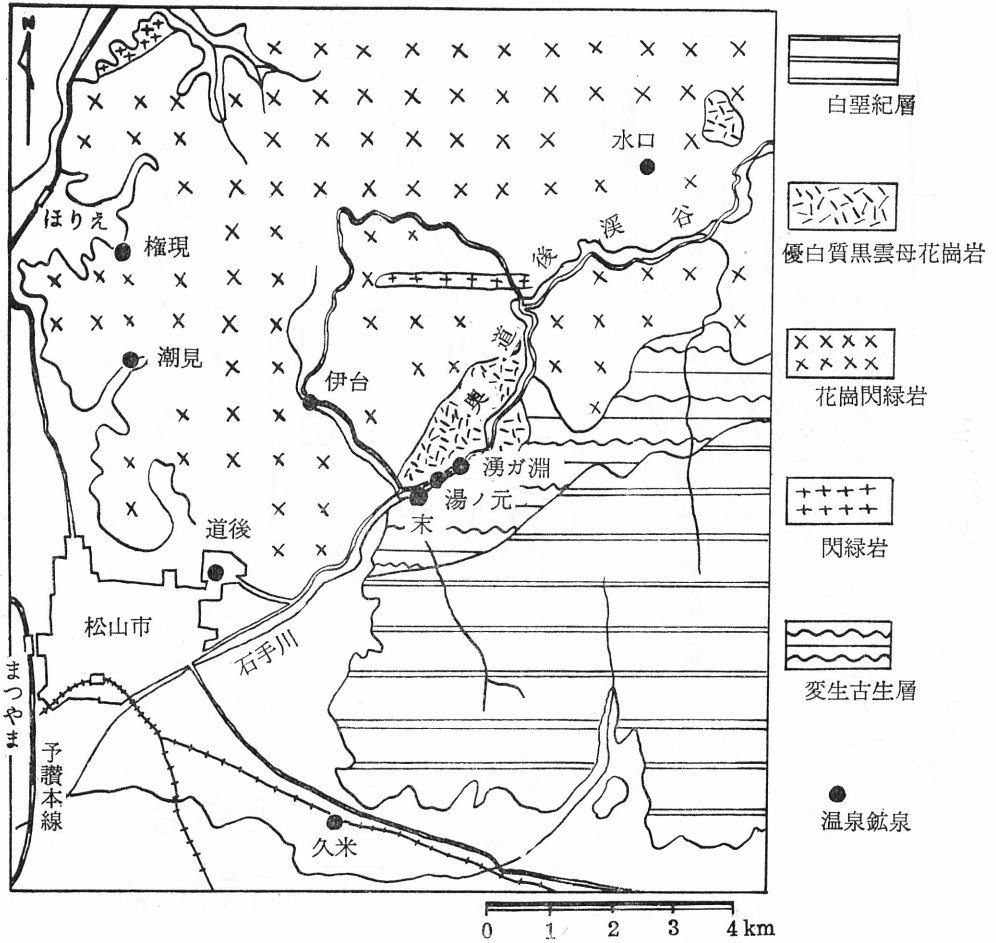 N
水口
ほりえ
権現
湲渓谷
潮見
奥道
伊台
湧ガ淵
湯ノ元
末
道後
松山市
石手川
まつやま
予讃本線
久米
白堊紀層
優白質黒雲母花崗岩
花崗閃緑岩
閃緑岩
変生古生層
温泉鉱泉
0 1 2 3 4 km